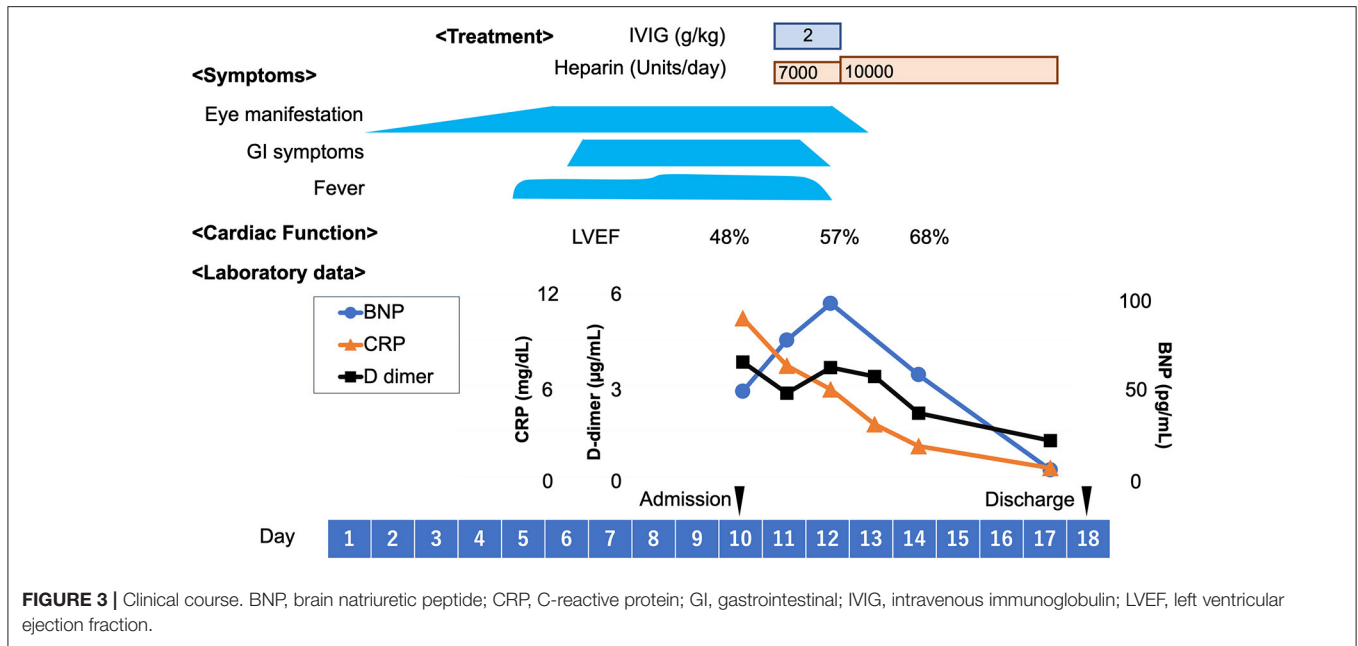 <Treatment> IVIG (g/kg) 2
<Symptoms> Heparin (Units/day) 7000 10000
Eye manifestation
GI symptoms
Fever
<Cardiac Function> LVEF 48% 57% 68%
<Laboratory data>
BNP
CRP
D dimer
CRP (mg/dL)
12
6
0
D-dimer (µg/mL)
6
3
0
100
50
0
BNP (pg/mL)
Admission Discharge
Day 1 2 3 4 5 6 7 8 9 10 11 12 13 14 15 16 17 18
FIGURE 3 | Clinical course. BNP, brain natriuretic peptide; CRP, C-reactive protein; GI, gastrointestinal; IVIG, intravenous immunoglobulin; LVEF, left ventricular
ejection fraction.